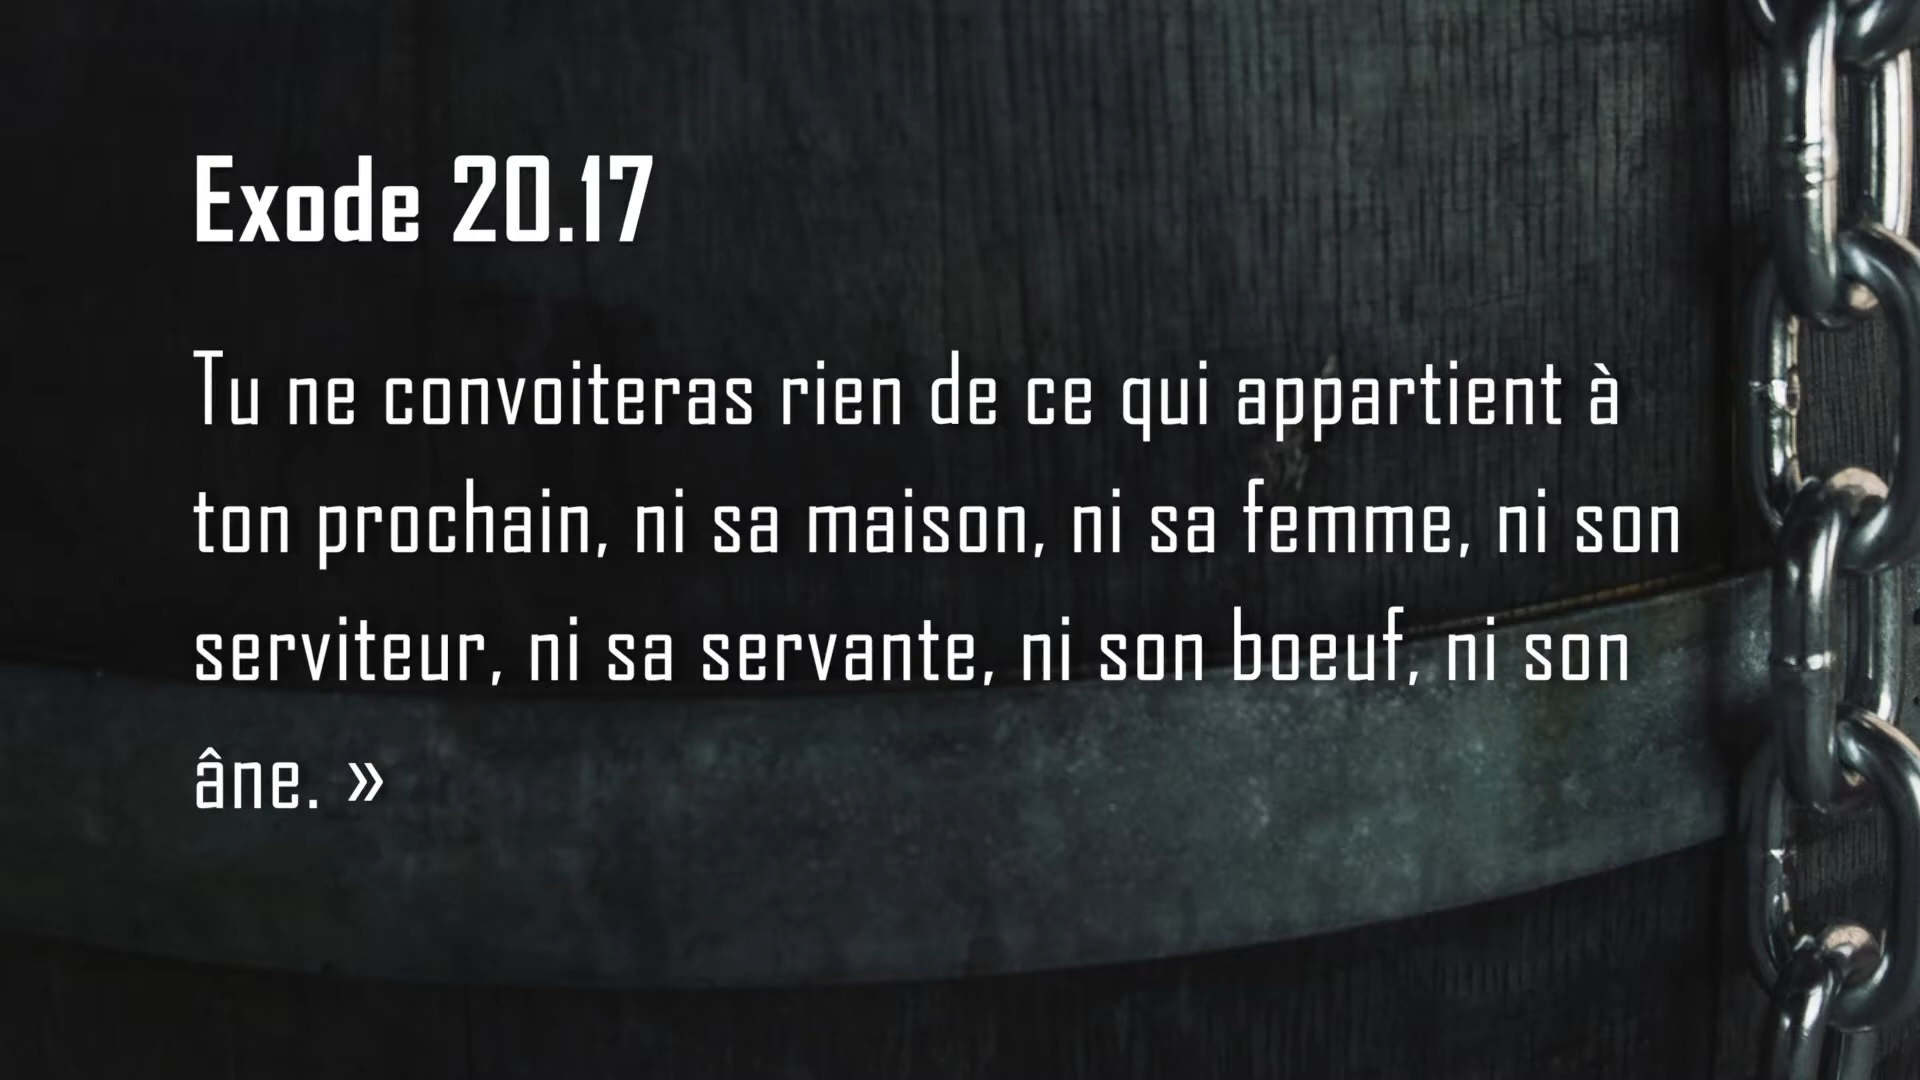 Exode 20.17
Tu ne convoiteras rien de ce qui appartient à
ton prochain, ni sa maison, ni sa femme, ni son
serviteur, ni sa servante, ni son boeuf, ni son
âne. »